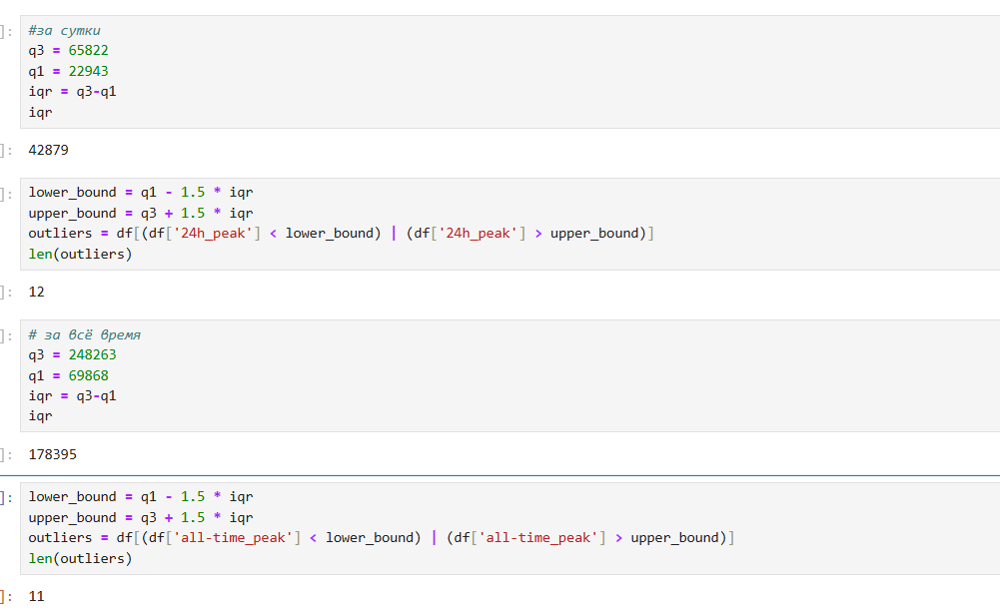 ]:
#за сутки
q3 = 65822
q1 = 22943
iqr = q3-q1
iqr
]:
42879
]:
lower_bound = q1 - 1.5 * iqr
upper_bound = q3 + 1.5 * iqr
outliers = df[(df['24h_peak'] < lower_bound) | (df['24h_peak'] > upper_bound)]
len(outliers)
]:
12
]:
# за всё время
q3 = 248263
q1 = 69868
iqr = q3-q1
iqr
]:
178395
]:
lower_bound = q1 - 1.5 * iqr
upper_bound = q3 + 1.5 * iqr
outliers = df[(df['all-time_peak'] < lower_bound) | (df['all-time_peak'] > upper_bound)]
len(outliers)
]:
11